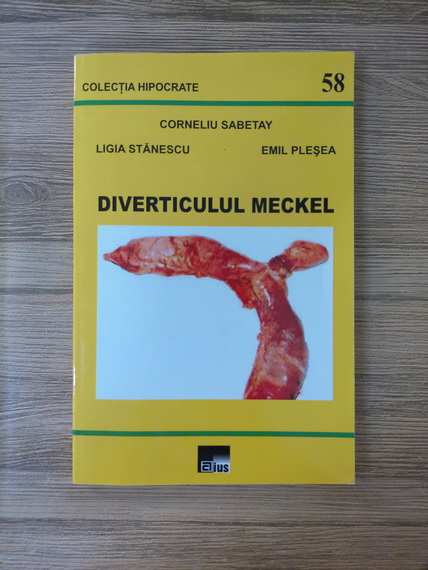 COLECȚIA HIPOCRATE 58
CORNELIU SABETAY
LIGIA STĂNESCU EMIL PLEȘEA
DIVERTICULUL MECKEL
aius